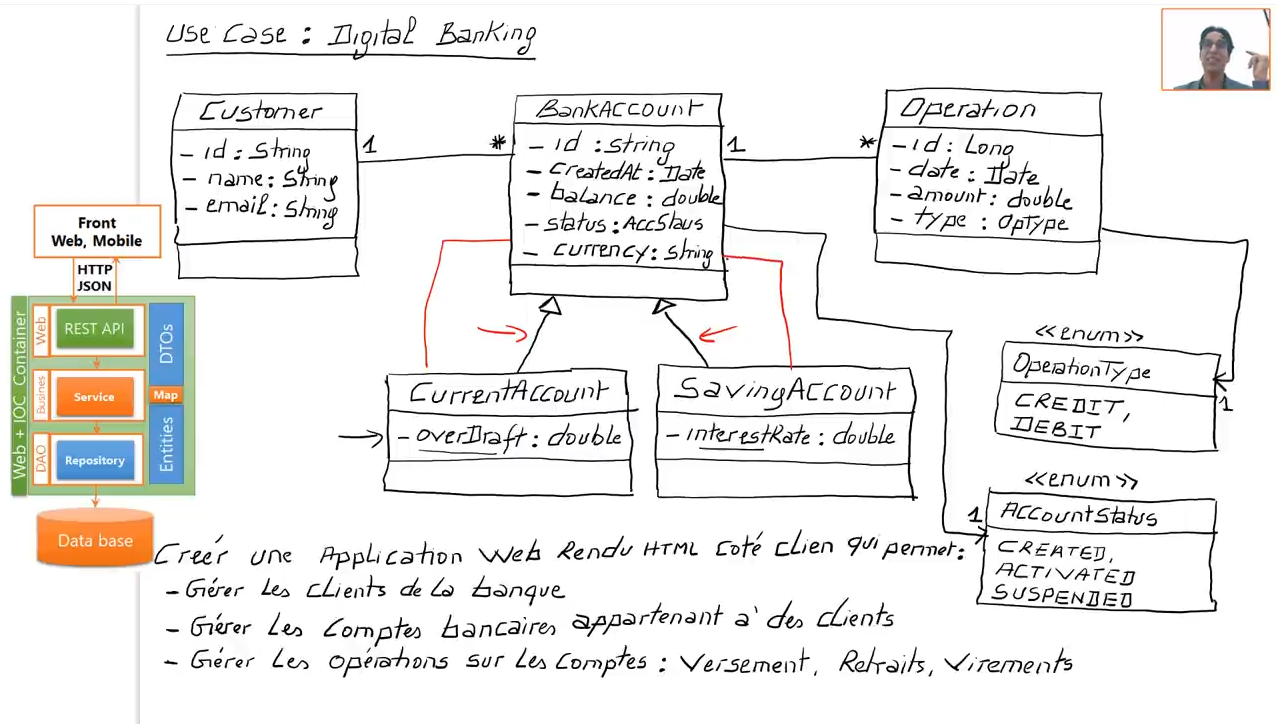 Use Case : Digital Banking
Customer
- id : String
- name : String
- email : String
1
*
BankAccount
- id : String
- createdAt : Date
- balance : double
- status : AccStaus
- currency : String
1
*
Operation
- id : Long
- date : Date
- amount : double
- type : OpType
Front
Web, Mobile
HTTP
JSON
Web + IOC Container
Web
REST API
DTOs
Busines
Service
Map
DAO
Repository
Entities
Data base
CurrentAccount
- overDraft : double
SavingAccount
- interestRate : double
<<enum>>
OperationType
CREDIT,
DEBIT
1
<<enum>>
1
AccountStatus
CREATED,
ACTIVATED
SUSPENDED
Creér une Application Web Rendu HTML coté clien qui permet :
- Gérer les clients de la banque
- Gérer les comptes bancaires appartenant à des clients
- Gérer les opérations sur les comptes : Versement, Retraits, Virements